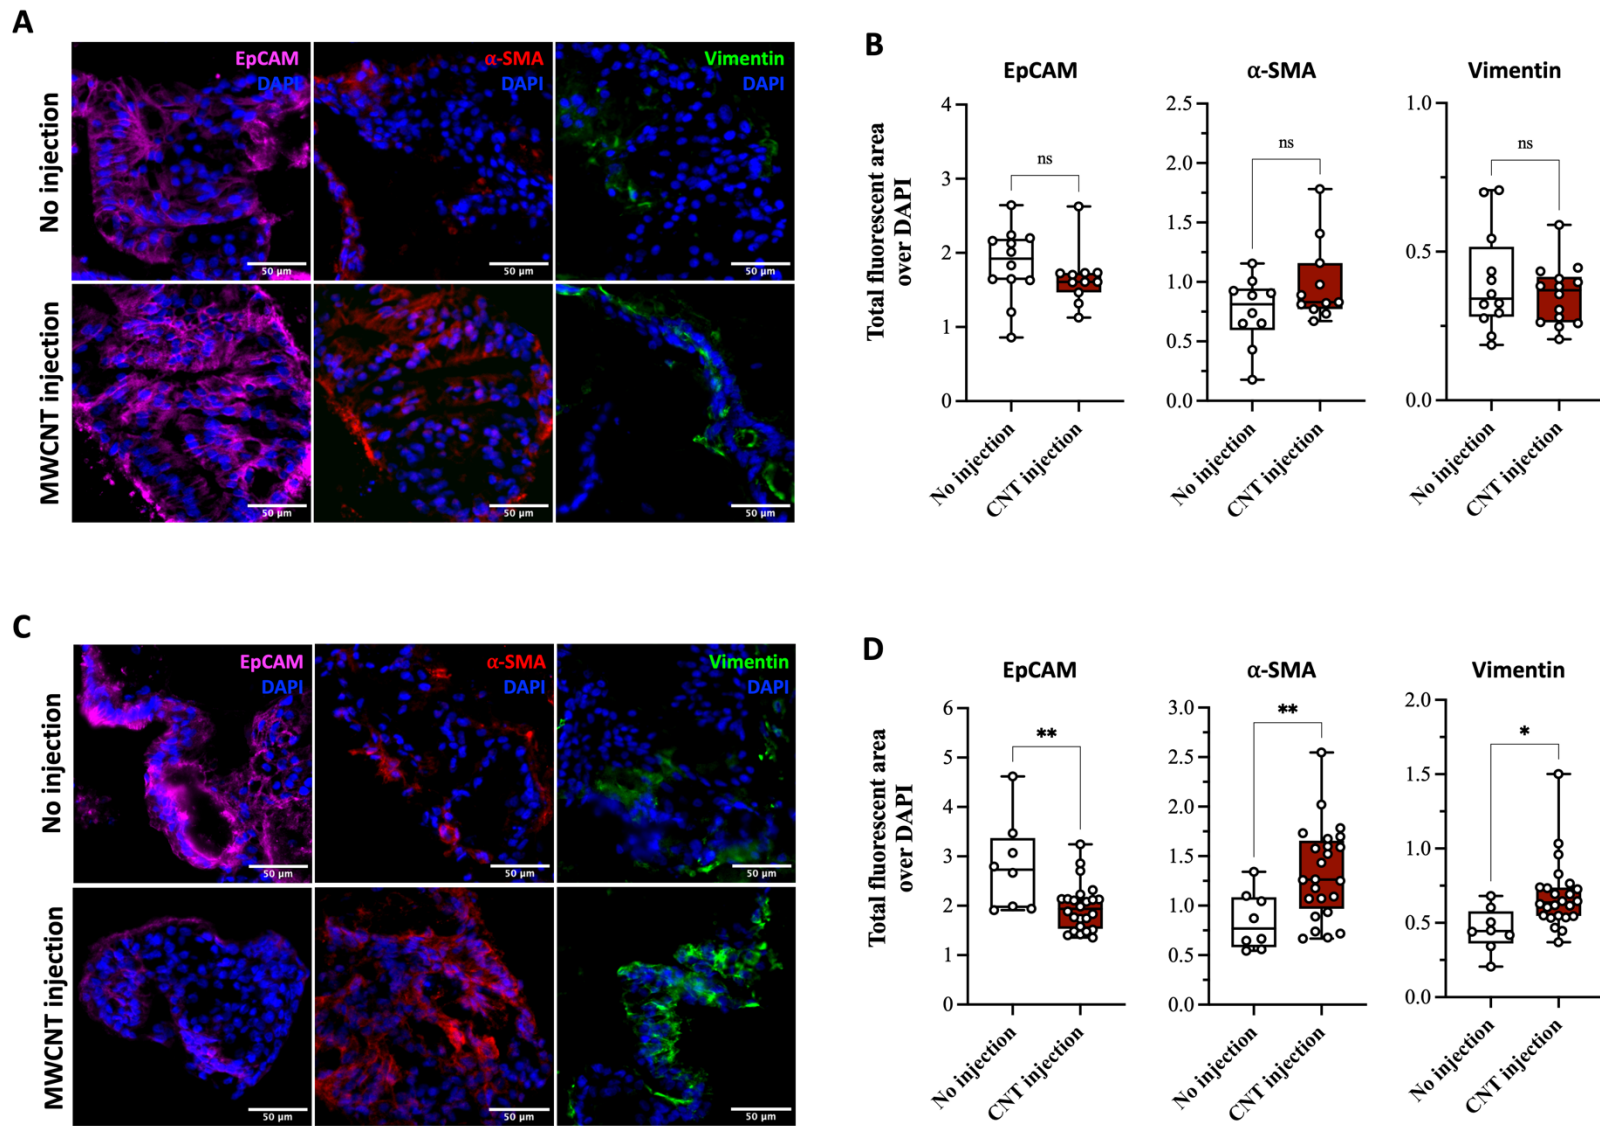 A
No injection
EpCAM
DAPI
50 µm
α-SMA
DAPI
50 µm
Vimentin
DAPI
50 µm
MWCNT injection
50 µm
50 µm
50 µm
B
Total fluorescent area
over DAPI
EpCAM
4
3
2
1
0
ns
No injection
CNT injection
α-SMA
2.5
2.0
1.5
1.0
0.5
0.0
ns
No injection
CNT injection
Vimentin
1.0
0.5
0.0
ns
No injection
CNT injection
C
No injection
EpCAM
DAPI
50 µm
α-SMA
DAPI
50 µm
Vimentin
DAPI
50 µm
MWCNT injection
50 µm
50 µm
50 µm
D
Total fluorescent area
over DAPI
EpCAM
6
5
4
3
2
1
0
**
No injection
CNT injection
α-SMA
3.0
2.5
2.0
1.5
1.0
0.5
0.0
**
No injection
CNT injection
Vimentin
2.0
1.5
1.0
0.5
0.0
*
No injection
CNT injection